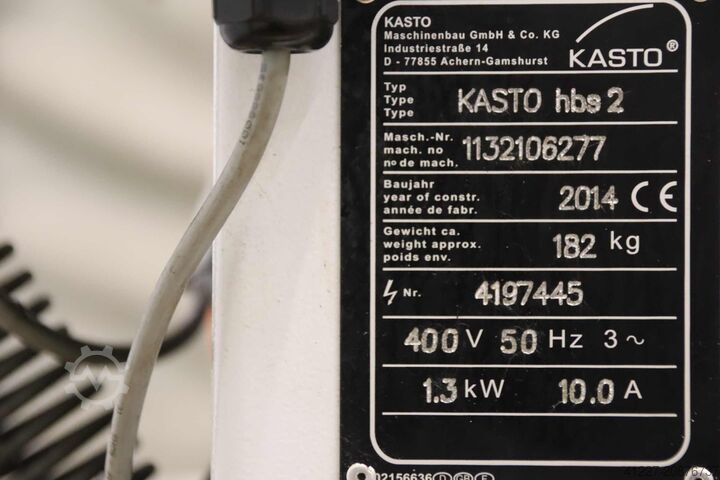 KASTO
Maschinenbau GmbH & Co. KG
Industriestraße 14
D - 77855 Achern-Gamshurst
KASTO®
Typ
Type
Type
KASTO hbs 2
Masch.-Nr.
mach. no
no de mach.
1132106277
Baujahr
year of constr.
année de fabr.
2014 CE
Gewicht ca.
weight approx.
poids env.
182 kg
Nr. 4197445
400 V 50 Hz 3 ~
1.3 kW 10.0 A
02156636 D GB F